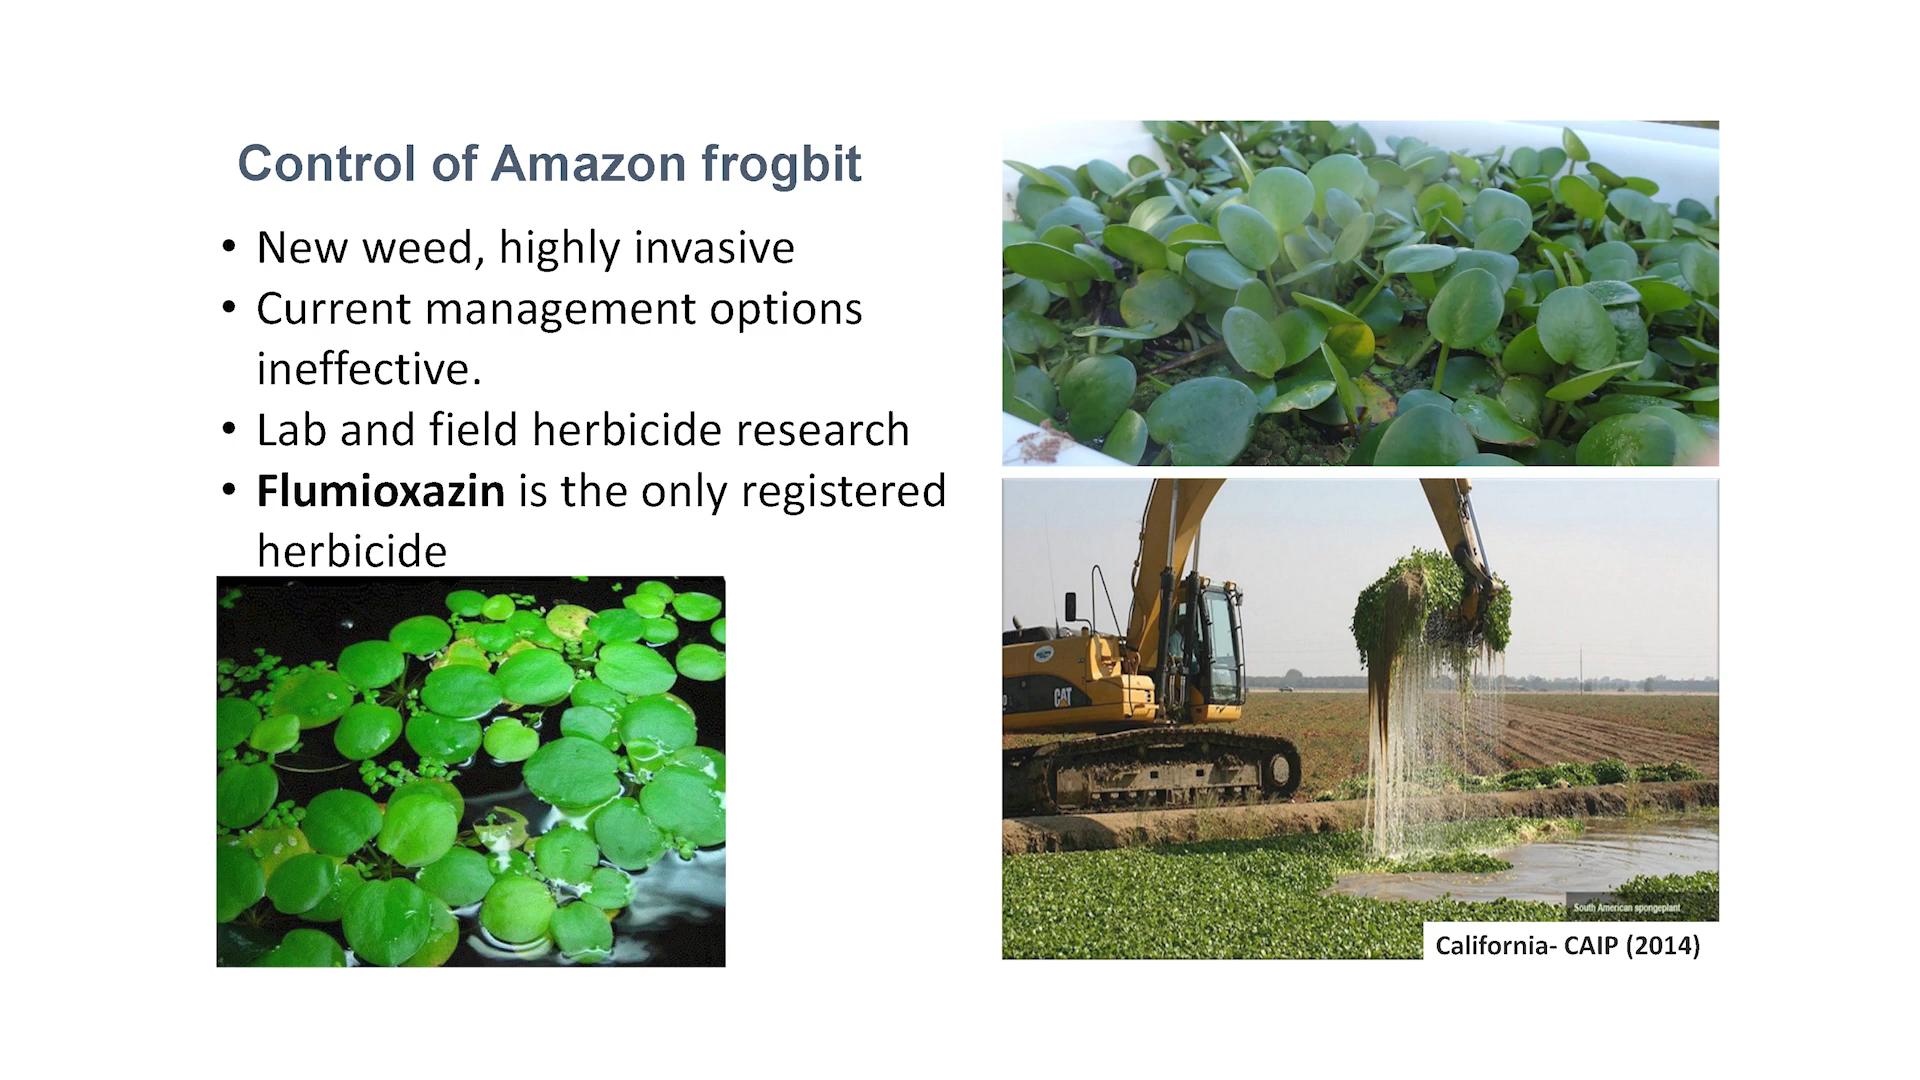 Control of Amazon frogbit
• New weed, highly invasive
• Current management options
ineffective.
• Lab and field herbicide research
• Flumioxazin is the only registered
herbicide
CAT
South American spongeplant
California- CAIP (2014)